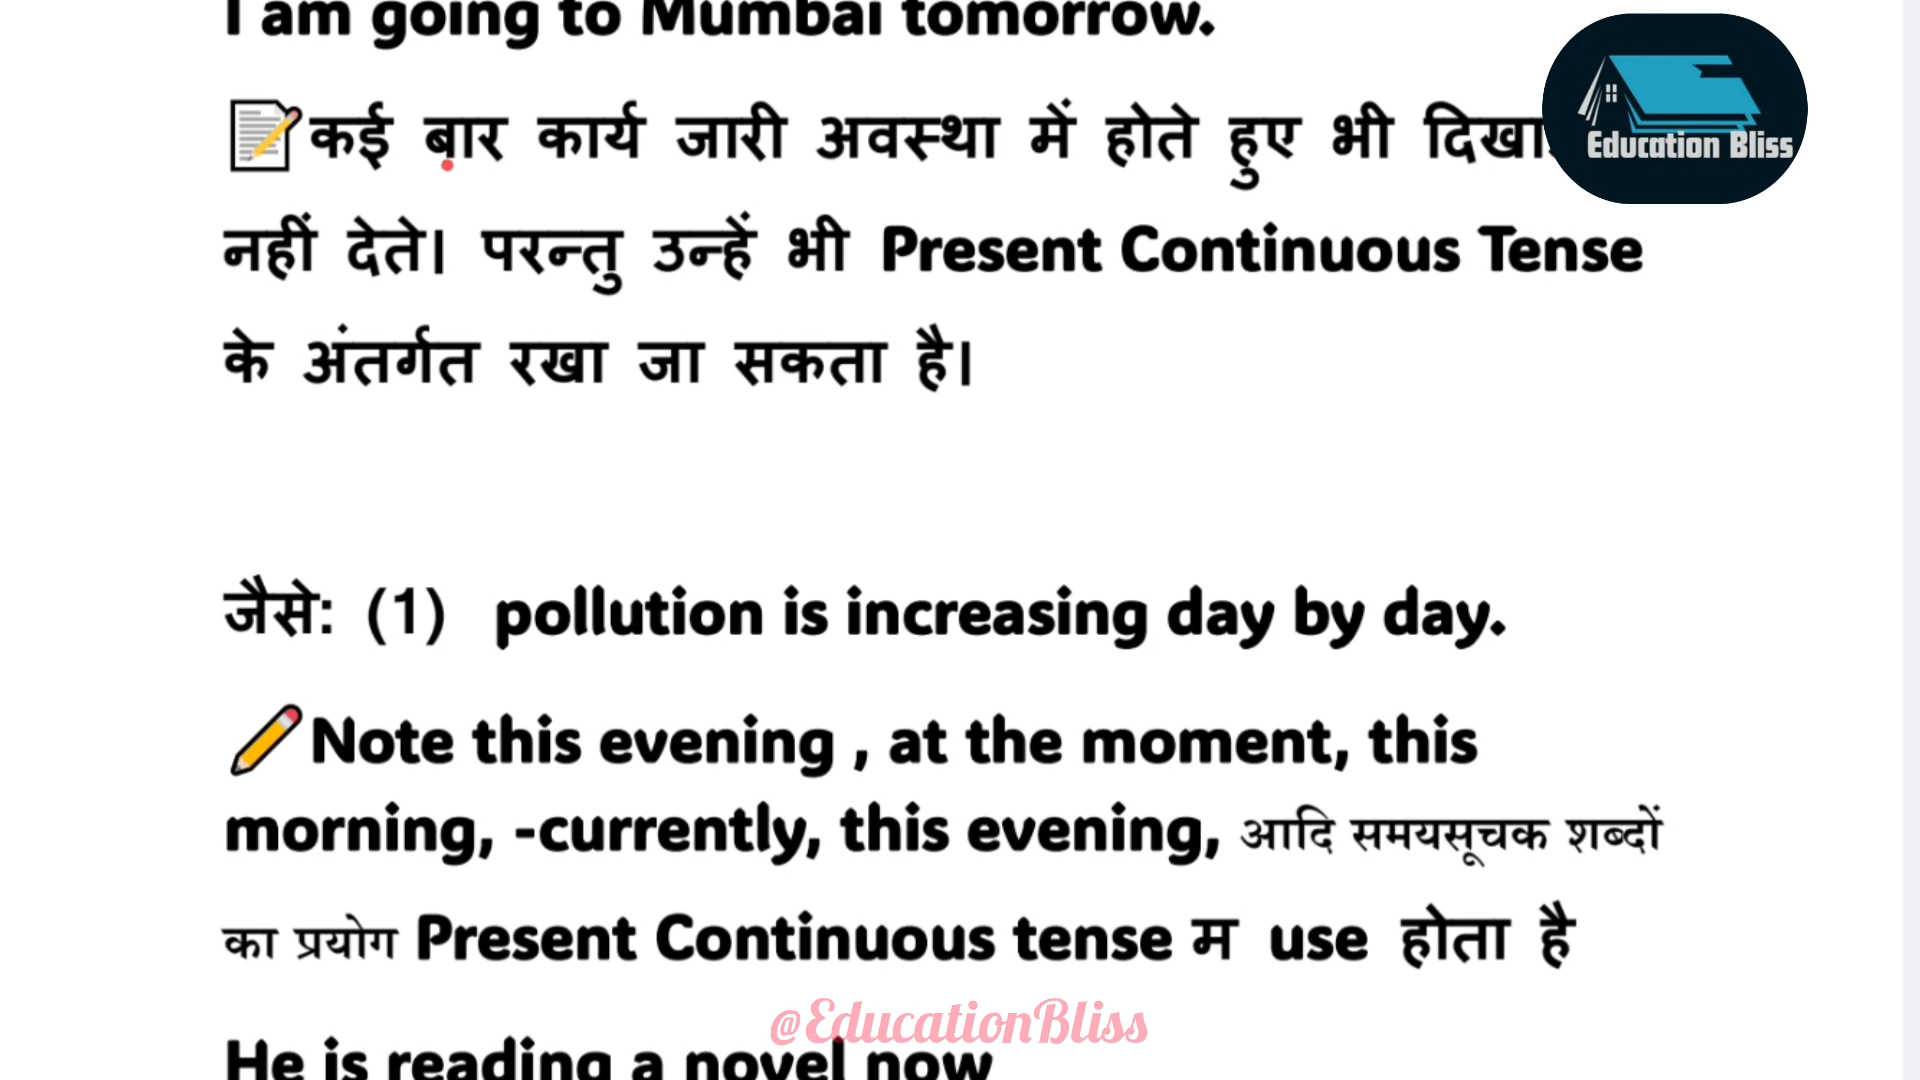 I am going to Mumbai tomorrow.
Education Bliss
📝कई बार कार्य जारी अवस्था में होते हुए भी
नहीं देते। परन्तु उन्हें भी Present Continuous Tense
के अंतर्गत रखा जा सकता है।
जैसे: (1) pollution is increasing day by day.
✏️Note this evening , at the moment, this
morning, -currently, this evening, आदि समयसूचक शब्दों
का प्रयोग Present Continuous tense म use होता है
@EducationBliss
He is reading a novel now